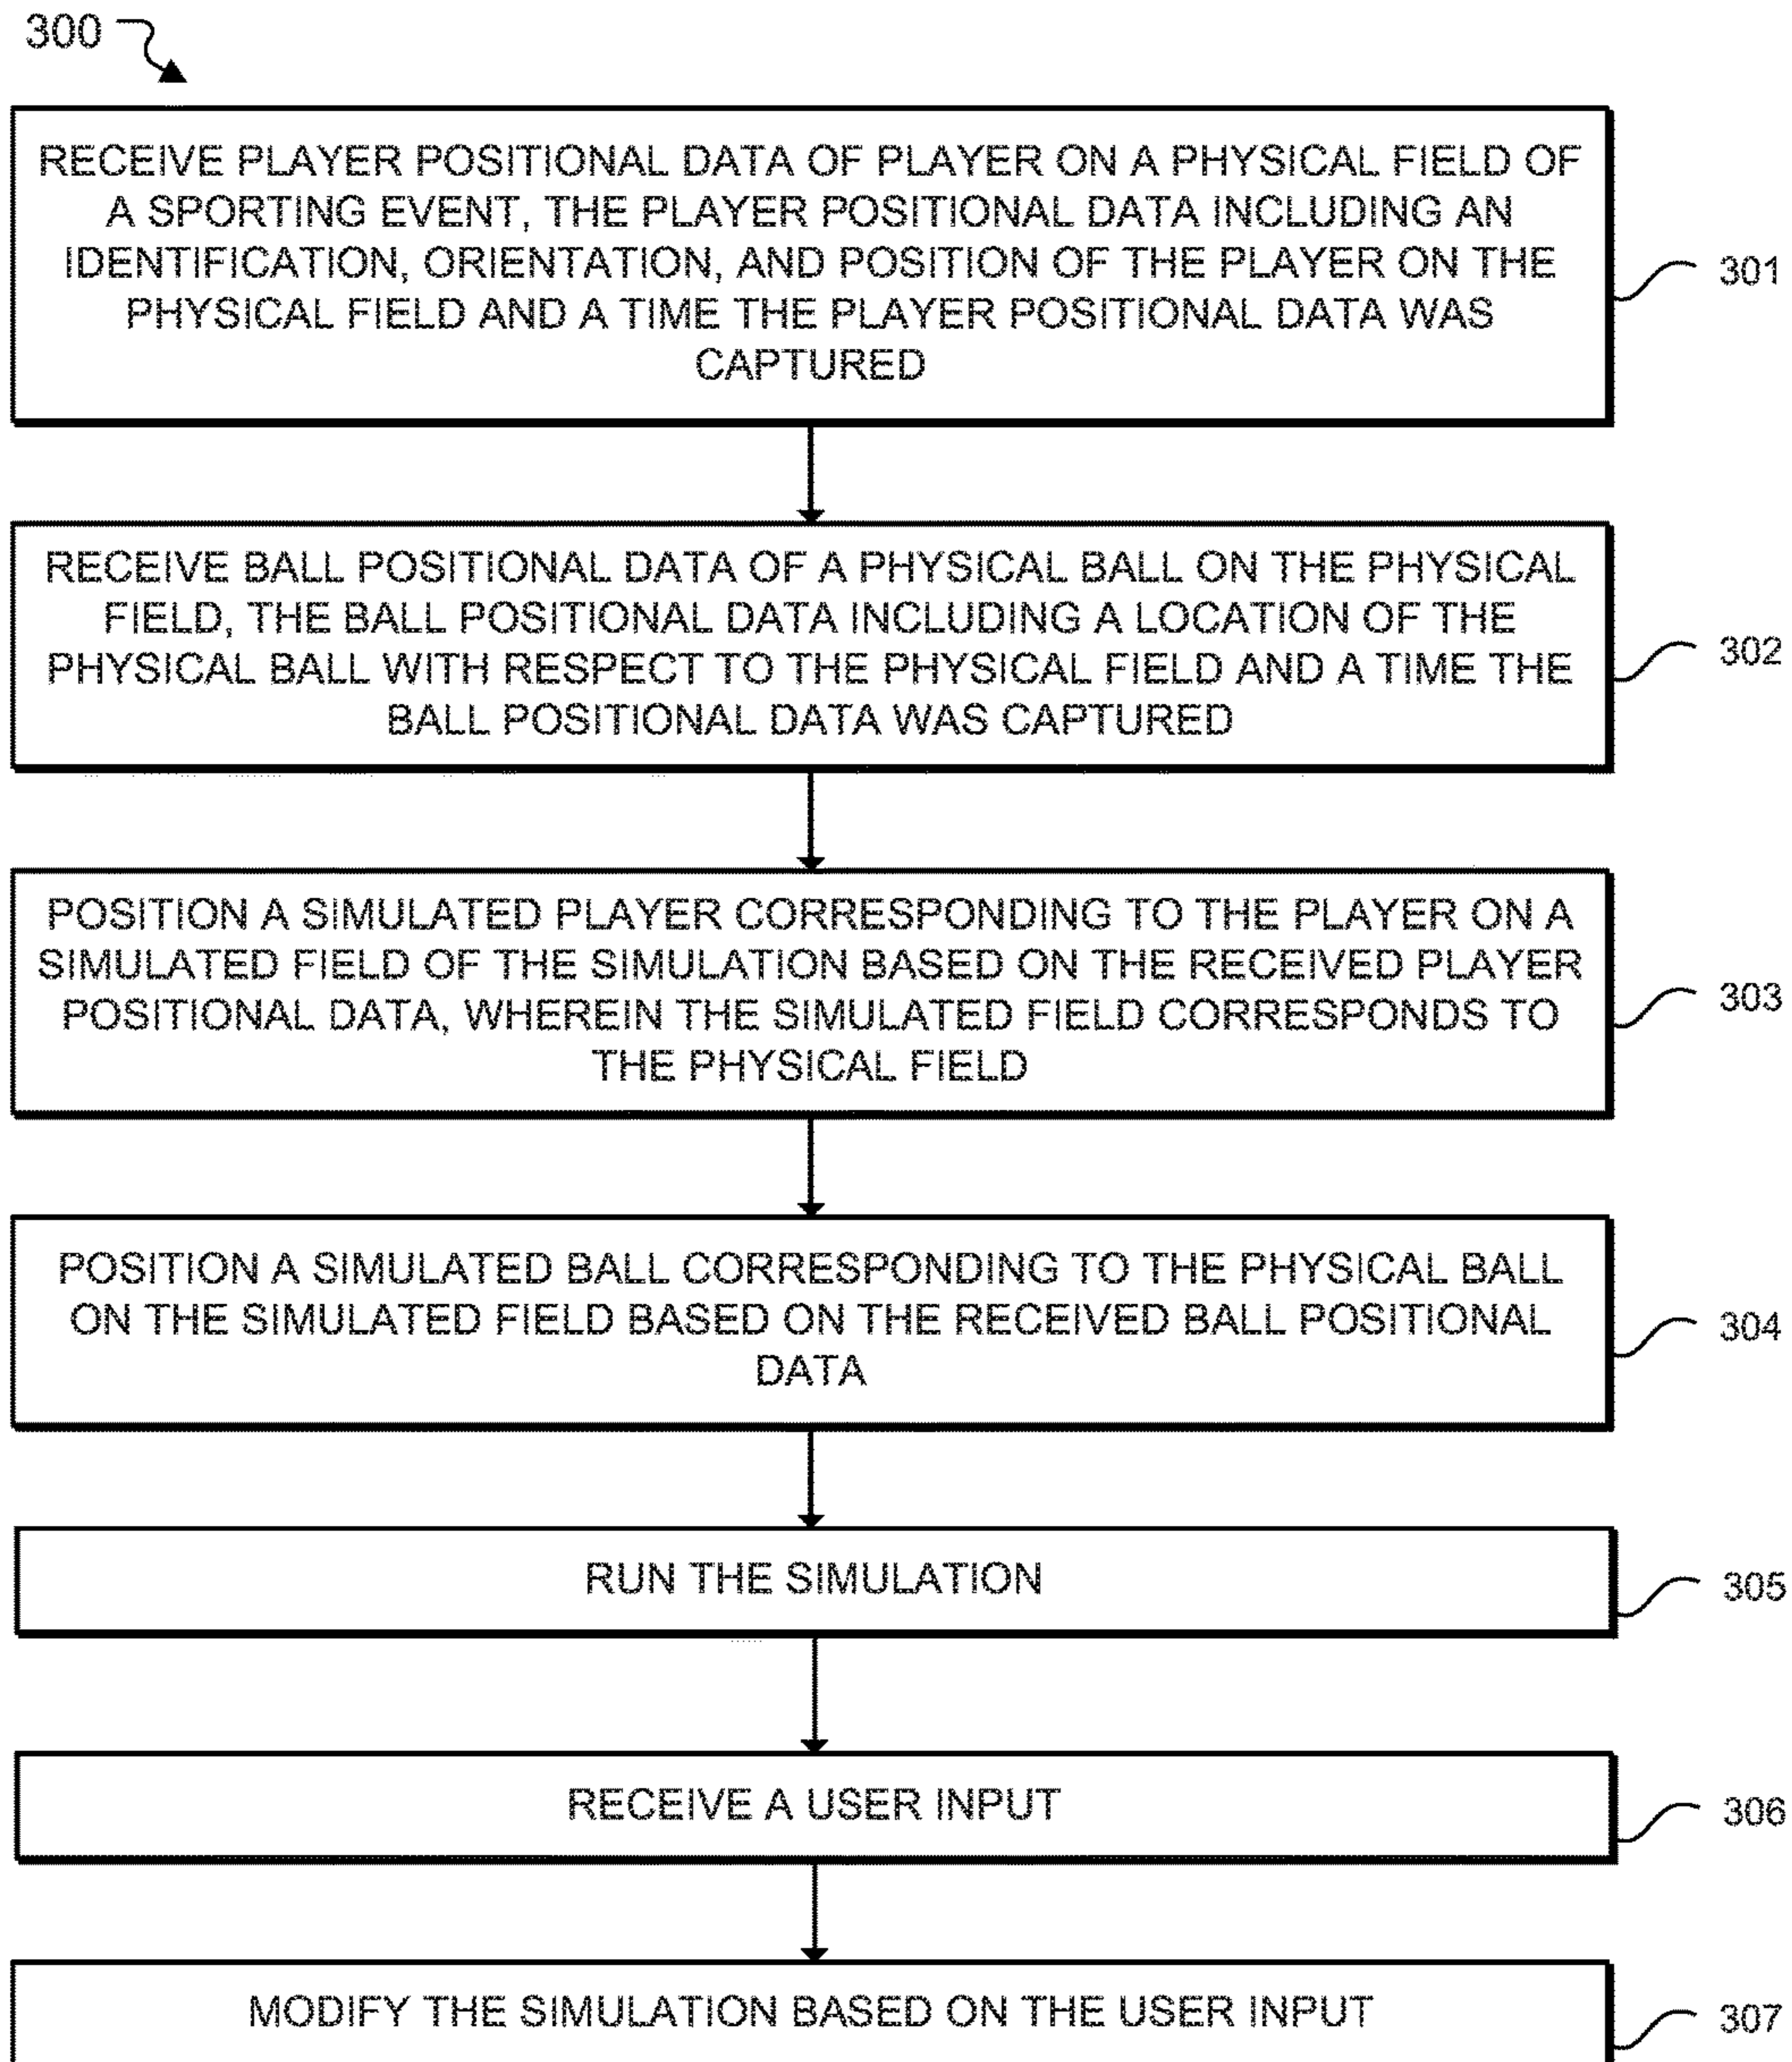 300
RECEIVE PLAYER POSITIONAL DATA OF PLAYER ON A PHYSICAL FIELD OF
A SPORTING EVENT, THE PLAYER POSITIONAL DATA INCLUDING AN
IDENTIFICATION, ORIENTATION, AND POSITION OF THE PLAYER ON THE
PHYSICAL FIELD AND A TIME THE PLAYER POSITIONAL DATA WAS
CAPTURED
301
RECEIVE BALL POSITIONAL DATA OF A PHYSICAL BALL ON THE PHYSICAL
FIELD, THE BALL POSITIONAL DATA INCLUDING A LOCATION OF THE
PHYSICAL BALL WITH RESPECT TO THE PHYSICAL FIELD AND A TIME THE
BALL POSITIONAL DATA WAS CAPTURED
302
POSITION A SIMULATED PLAYER CORRESPONDING TO THE PLAYER ON A
SIMULATED FIELD OF THE SIMULATION BASED ON THE RECEIVED PLAYER
POSITIONAL DATA, WHEREIN THE SIMULATED FIELD CORRESPONDS TO
THE PHYSICAL FIELD
303
POSITION A SIMULATED BALL CORRESPONDING TO THE PHYSICAL BALL
ON THE SIMULATED FIELD BASED ON THE RECEIVED BALL POSITIONAL
DATA
304
RUN THE SIMULATION
305
RECEIVE A USER INPUT
306
MODIFY THE SIMULATION BASED ON THE USER INPUT
307